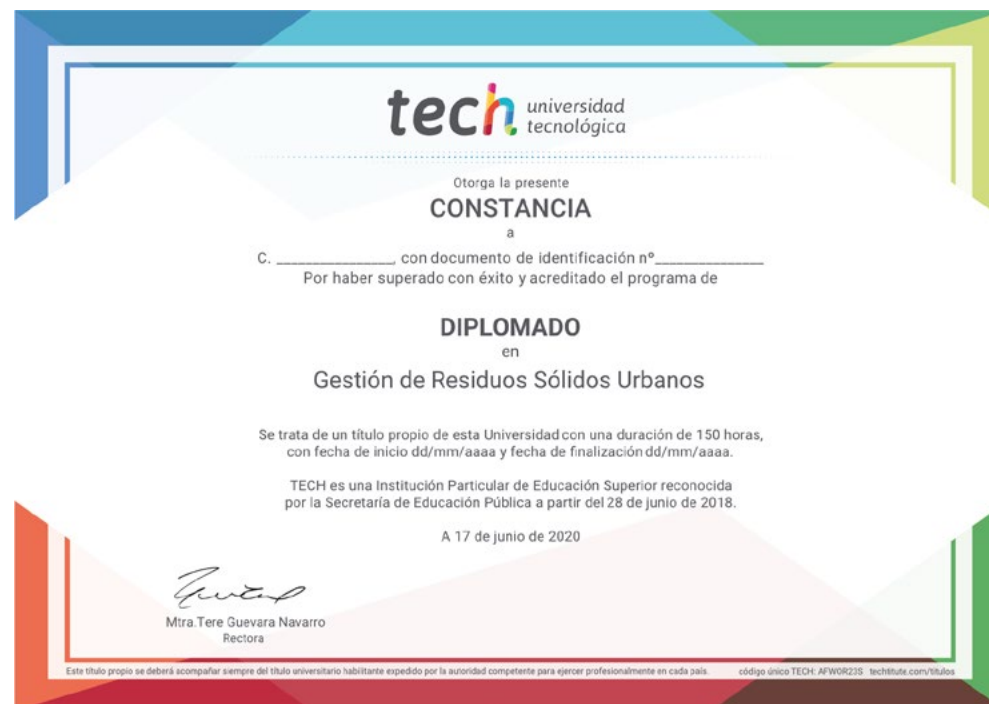 tech universidad
tecnológica
Otorga la presente
CONSTANCIA
a
C. ________________, con documento de identificación nº_______________
Por haber superado con éxito y acreditado el programa de
DIPLOMADO
en
Gestión de Residuos Sólidos Urbanos
Se trata de un título propio de esta Universidad con una duración de 150 horas,
con fecha de inicio dd/mm/aaaa y fecha de finalización dd/mm/aaaa.
TECH es una Institución Particular de Educación Superior reconocida
por la Secretaría de Educación Pública a partir del 28 de junio de 2018.
A 17 de junio de 2020
Mtra.Tere Guevara Navarro
Rectora
Este título propio se deberá acompañar siempre del título universitario habilitante expedido por la autoridad competente para ejercer profesionalmente en cada país. código único TECH: AFWOR23S techtitute.com/titulos